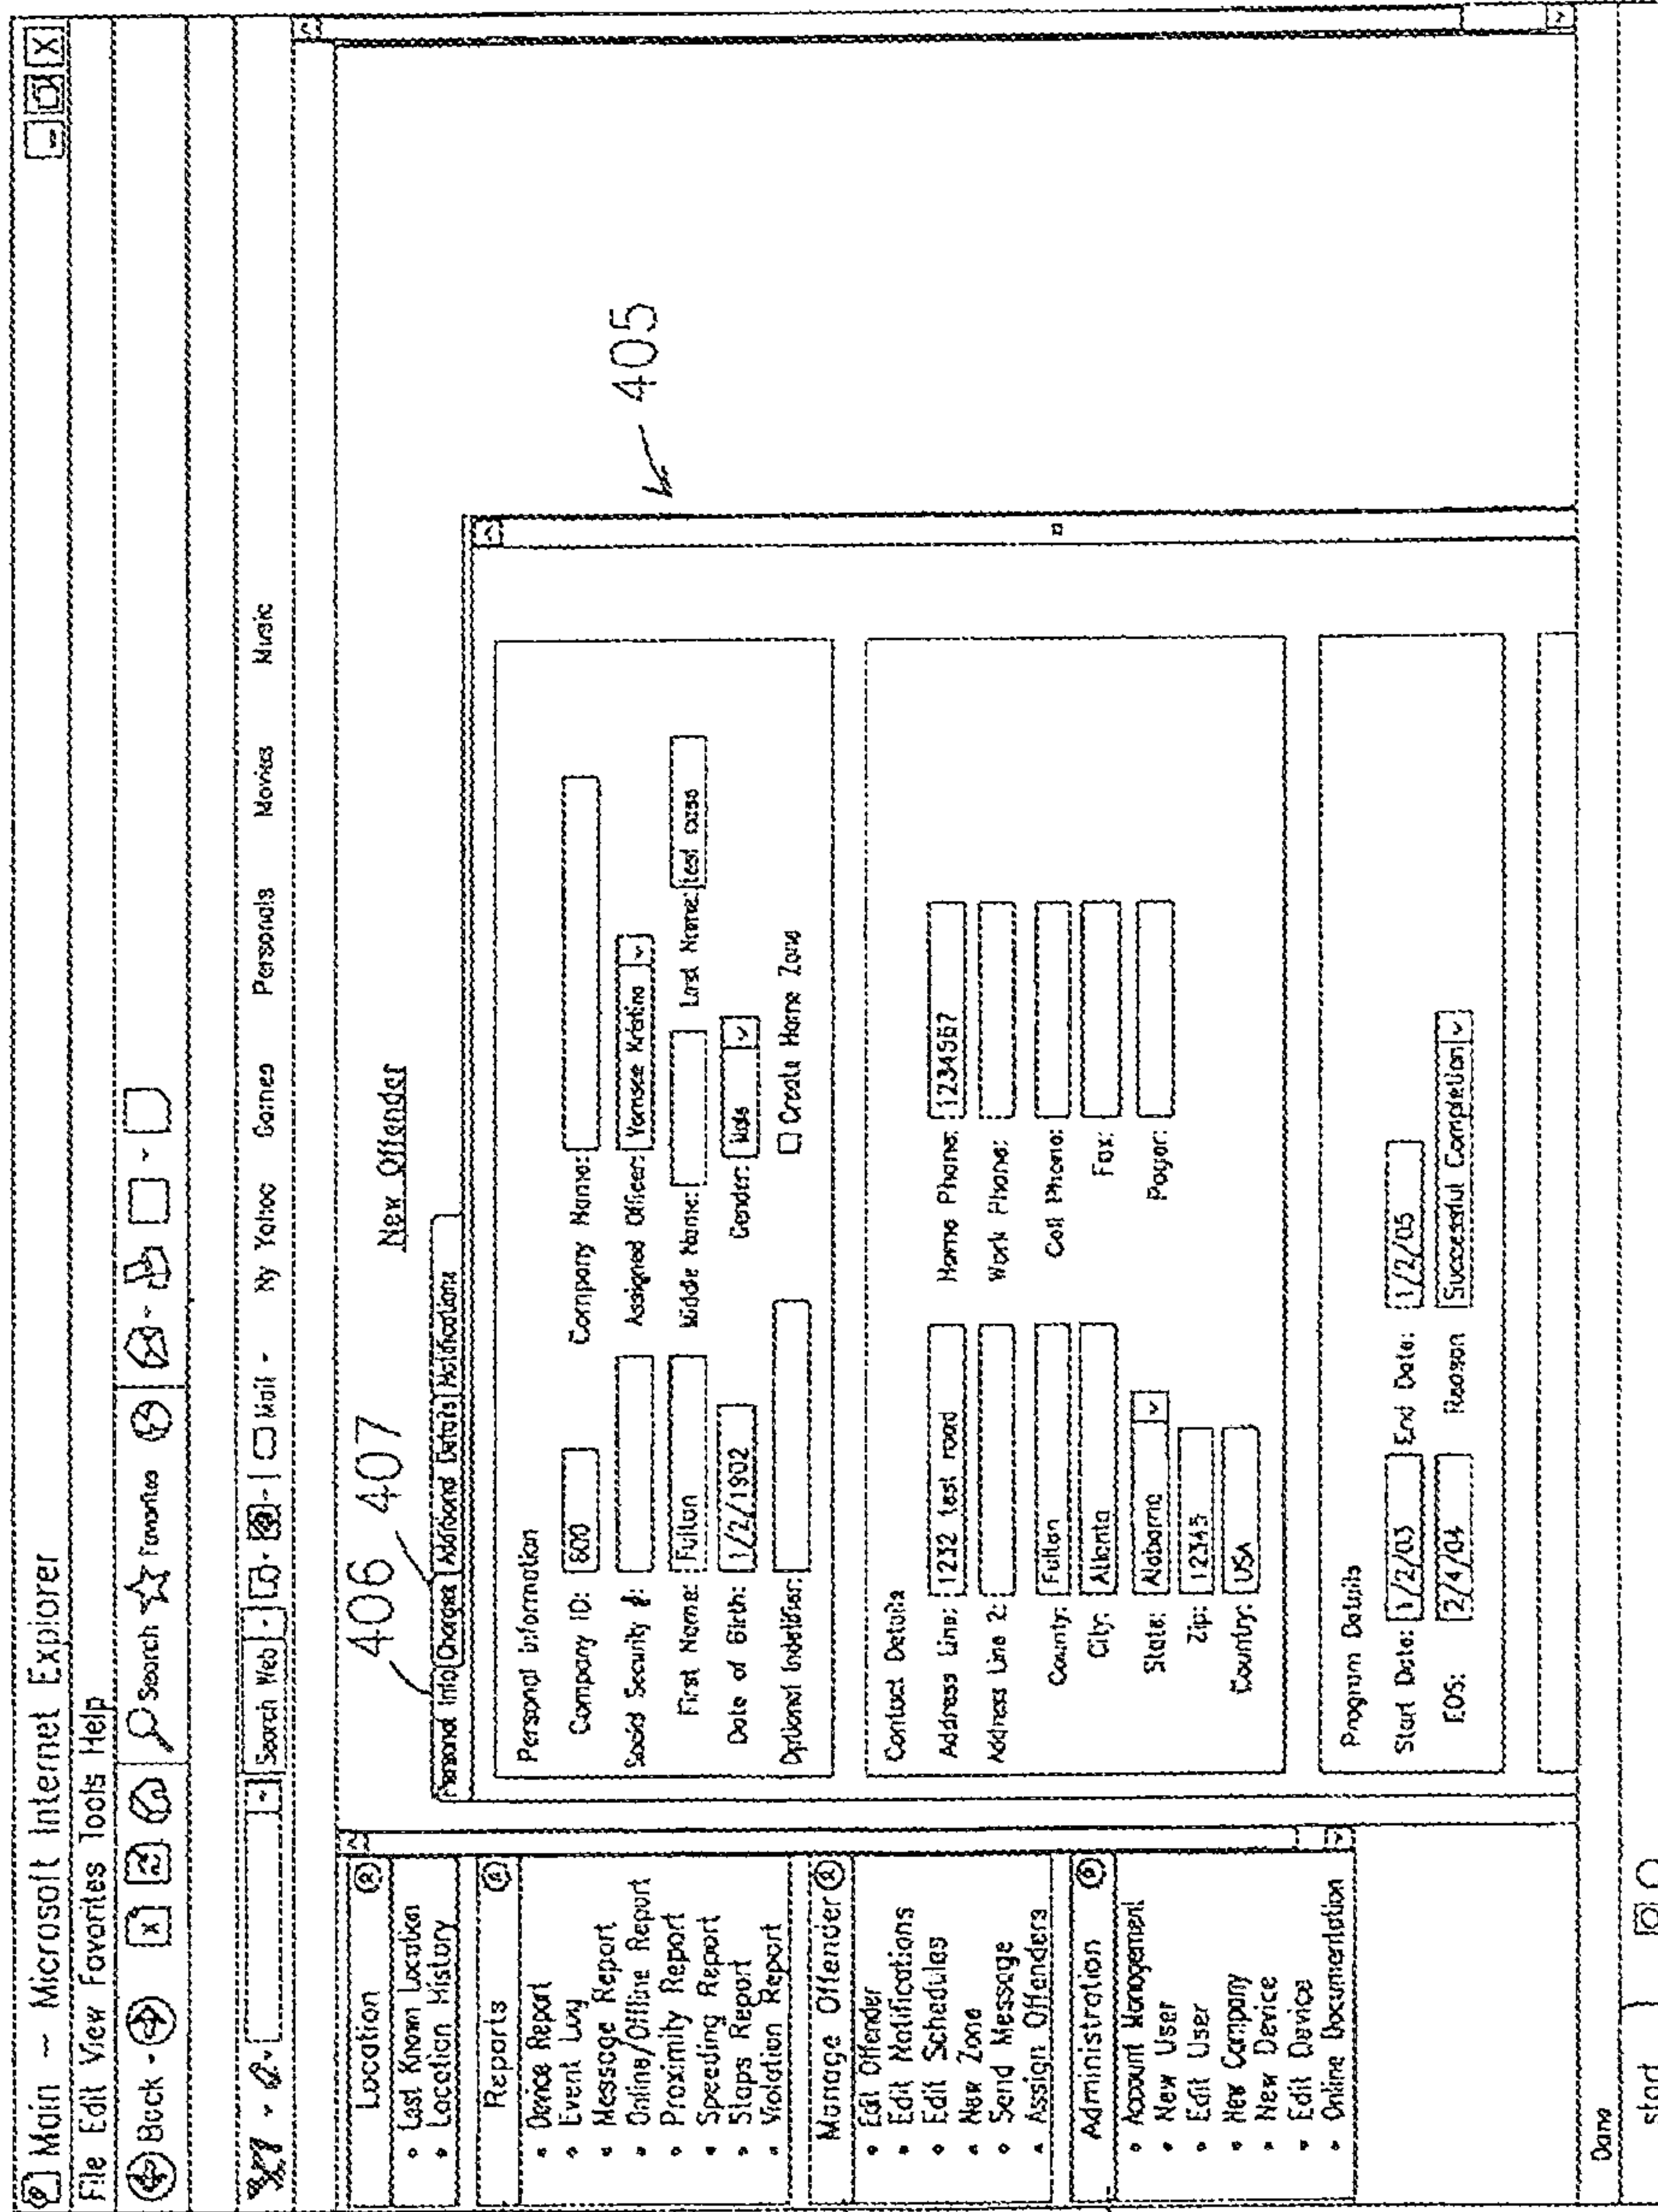 Main - Microsoft Internet Explorer
File Edit View Favorites Tools Help
Back Search Favorites
Search Web Mail My Yahoo Games Personals Movies Music
Location
Last Known Location
Location History
Reports
Device Report
Event Log
Message Report
Online/Offline Report
Proximity Report
Speeding Report
Stops Report
Violation Report
Manage Offender
Edit Offender
Edit Notifications
Edit Schedules
New Zone
Send Message
Assign Offenders
Administration
Account Management
New User
Edit User
New Company
New Device
Edit Device
Online Documentation
New Offender
406 407
Personal Info Charges Additional Details Notifications
405
Personal Information
Company ID: 600 Company Name:
Social Security #: Assigned Officer: Kristina
First Name: Fulton Middle Name: Last Name: test case
Date of Birth: 1/2/1902 Gender: Male
Optional Indetifier: Create Home Zone
Contact Details
Address Line: 1232 test road Home Phone: 1234567
Address Line 2: Work Phone:
County: Fulton Cell Phone:
City: Atlanta Fax:
State: Alabama Pager:
Zip: 12345
Country: USA
Program Details
Start Date: 1/2/03 End Date: 1/2/05
EOS: 2/4/04 Reason Successful Completion
Done
start